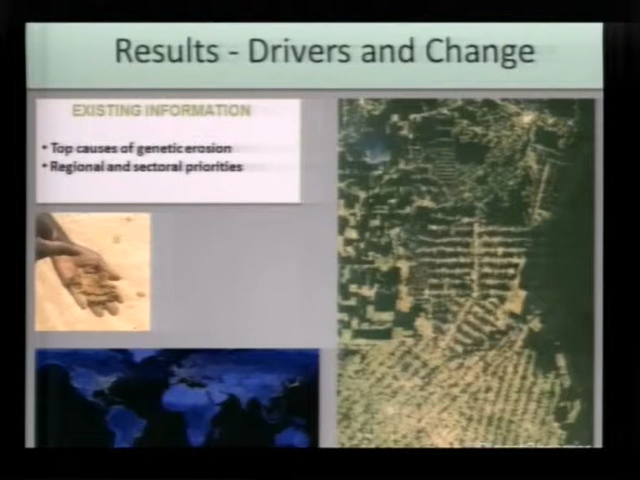 Results - Drivers and Change
EXISTING INFORMATION
• Top causes of genetic erosion
• Regional and sectoral priorities